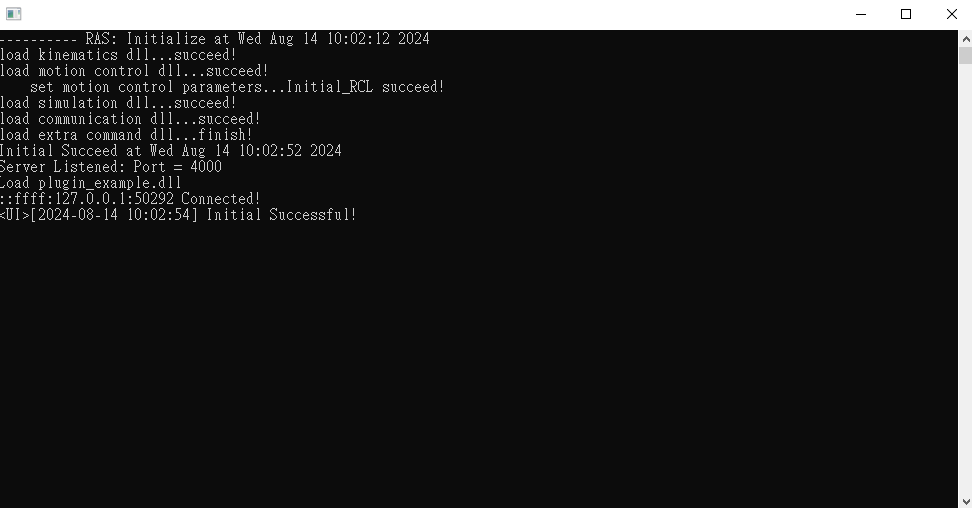 ---------- RAS: Initialize at Wed Aug 14 10:02:12 2024
load kinematics dll...succeed!
load motion control dll...succeed!
    set motion control parameters...Initial_RCL succeed!
load simulation dll...succeed!
load communication dll...succeed!
load extra command dll...finish!
Initial Succeed at Wed Aug 14 10:02:52 2024
Server Listened: Port = 4000
Load plugin_example.dll
::ffff:127.0.0.1:50292 Connected!
<UI>[2024-08-14 10:02:54] Initial Successful!